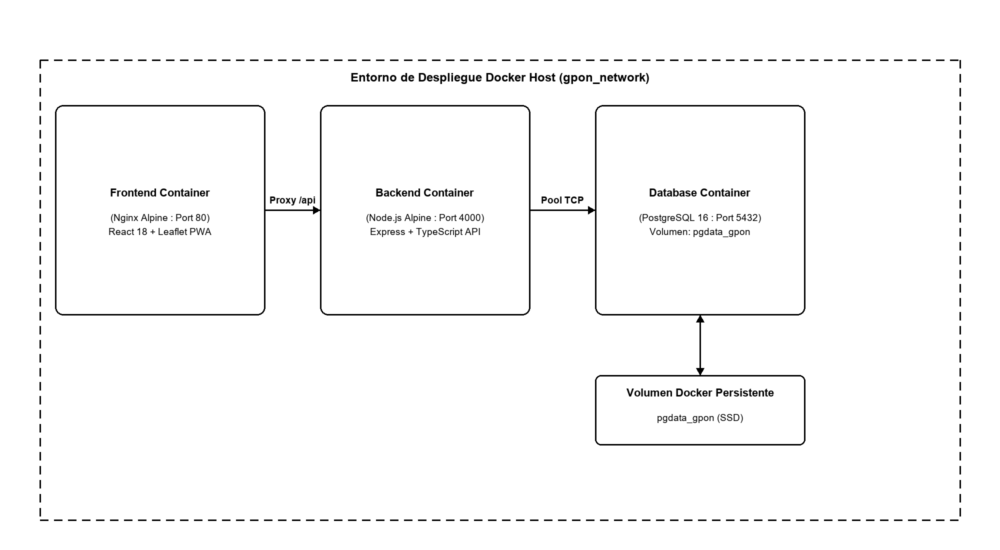 Entorno de Despliegue Docker Host (gpon_network)
Frontend Container
(Nginx Alpine : Port 80)
React 18 + Leaflet PWA
Proxy /api
Backend Container
(Node.js Alpine : Port 4000)
Express + TypeScript API
Pool TCP
Database Container
(PostgreSQL 16 : Port 5432)
Volumen: pgdata_gpon
Volumen Docker Persistente
pgdata_gpon (SSD)